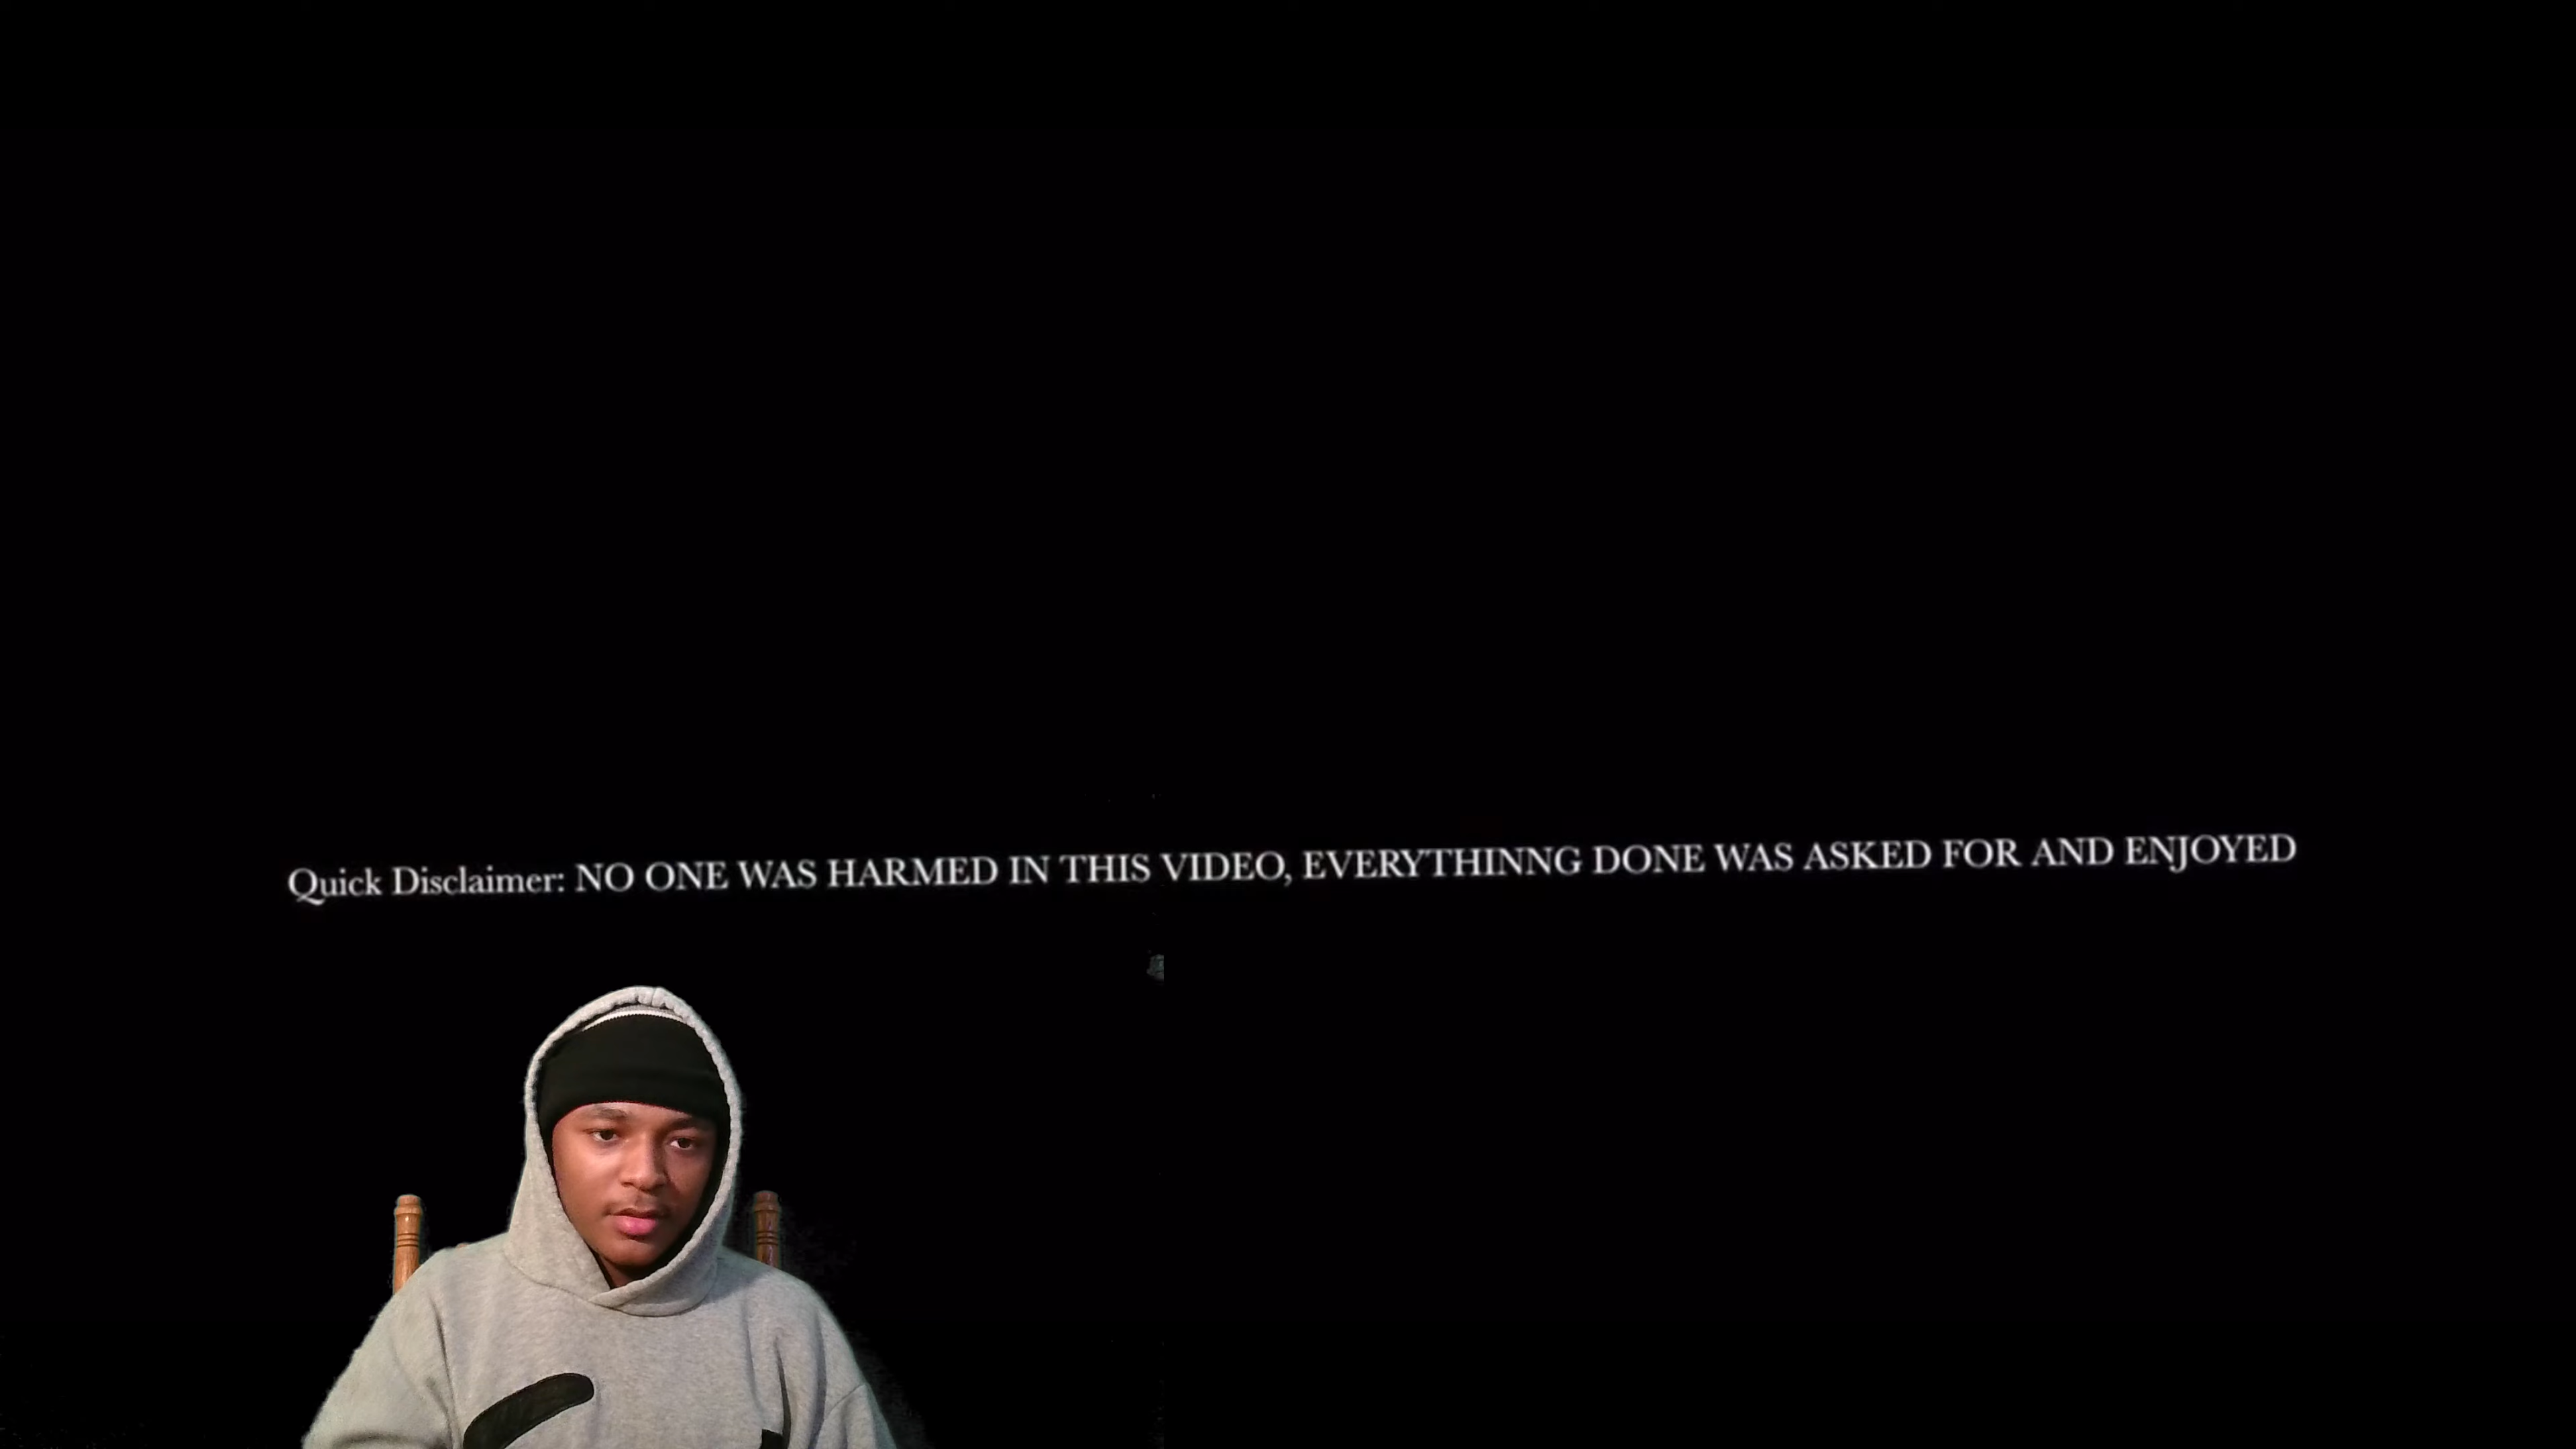 Quick Disclaimer: NO ONE WAS HARMED IN THIS VIDEO, EVERYTHINNG DONE WAS ASKED FOR AND ENJOYED